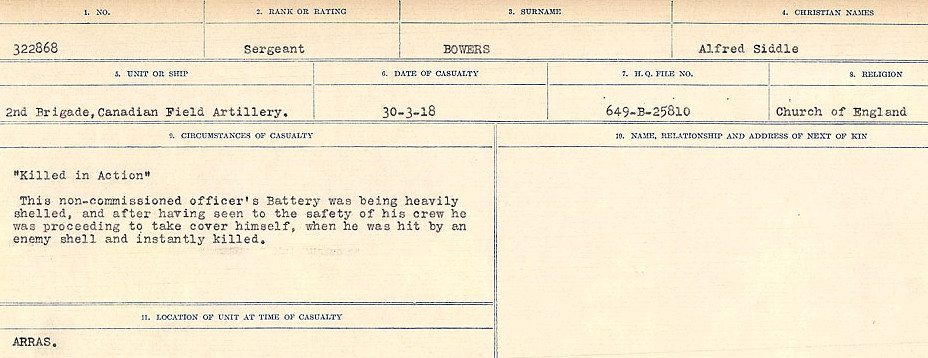 1. NO. 2. RANK OR RATING 3. SURNAME 4. CHRISTIAN NAMES
322868 Sergeant BOWERS Alfred Siddle
5. UNIT OR SHIP 6. DATE OF CASUALTY 7. H.Q. FILE NO. 8. RELIGION
2nd Brigade,Canadian Field Artillery. 30-3-18 649-B-25810 Church of England
9. CIRCUMSTANCES OF CASUALTY 10. NAME, RELATIONSHIP AND ADDRESS OF NEXT OF KIN
"Killed in Action"
This non-commissioned officer's Battery was being heavily
shelled, and after having seen to the safety of his crew he
was proceeding to take cover himself, when he was hit by an
enemy shell and instantly killed.
11. LOCATION OF UNIT AT TIME OF CASUALTY
ARRAS.